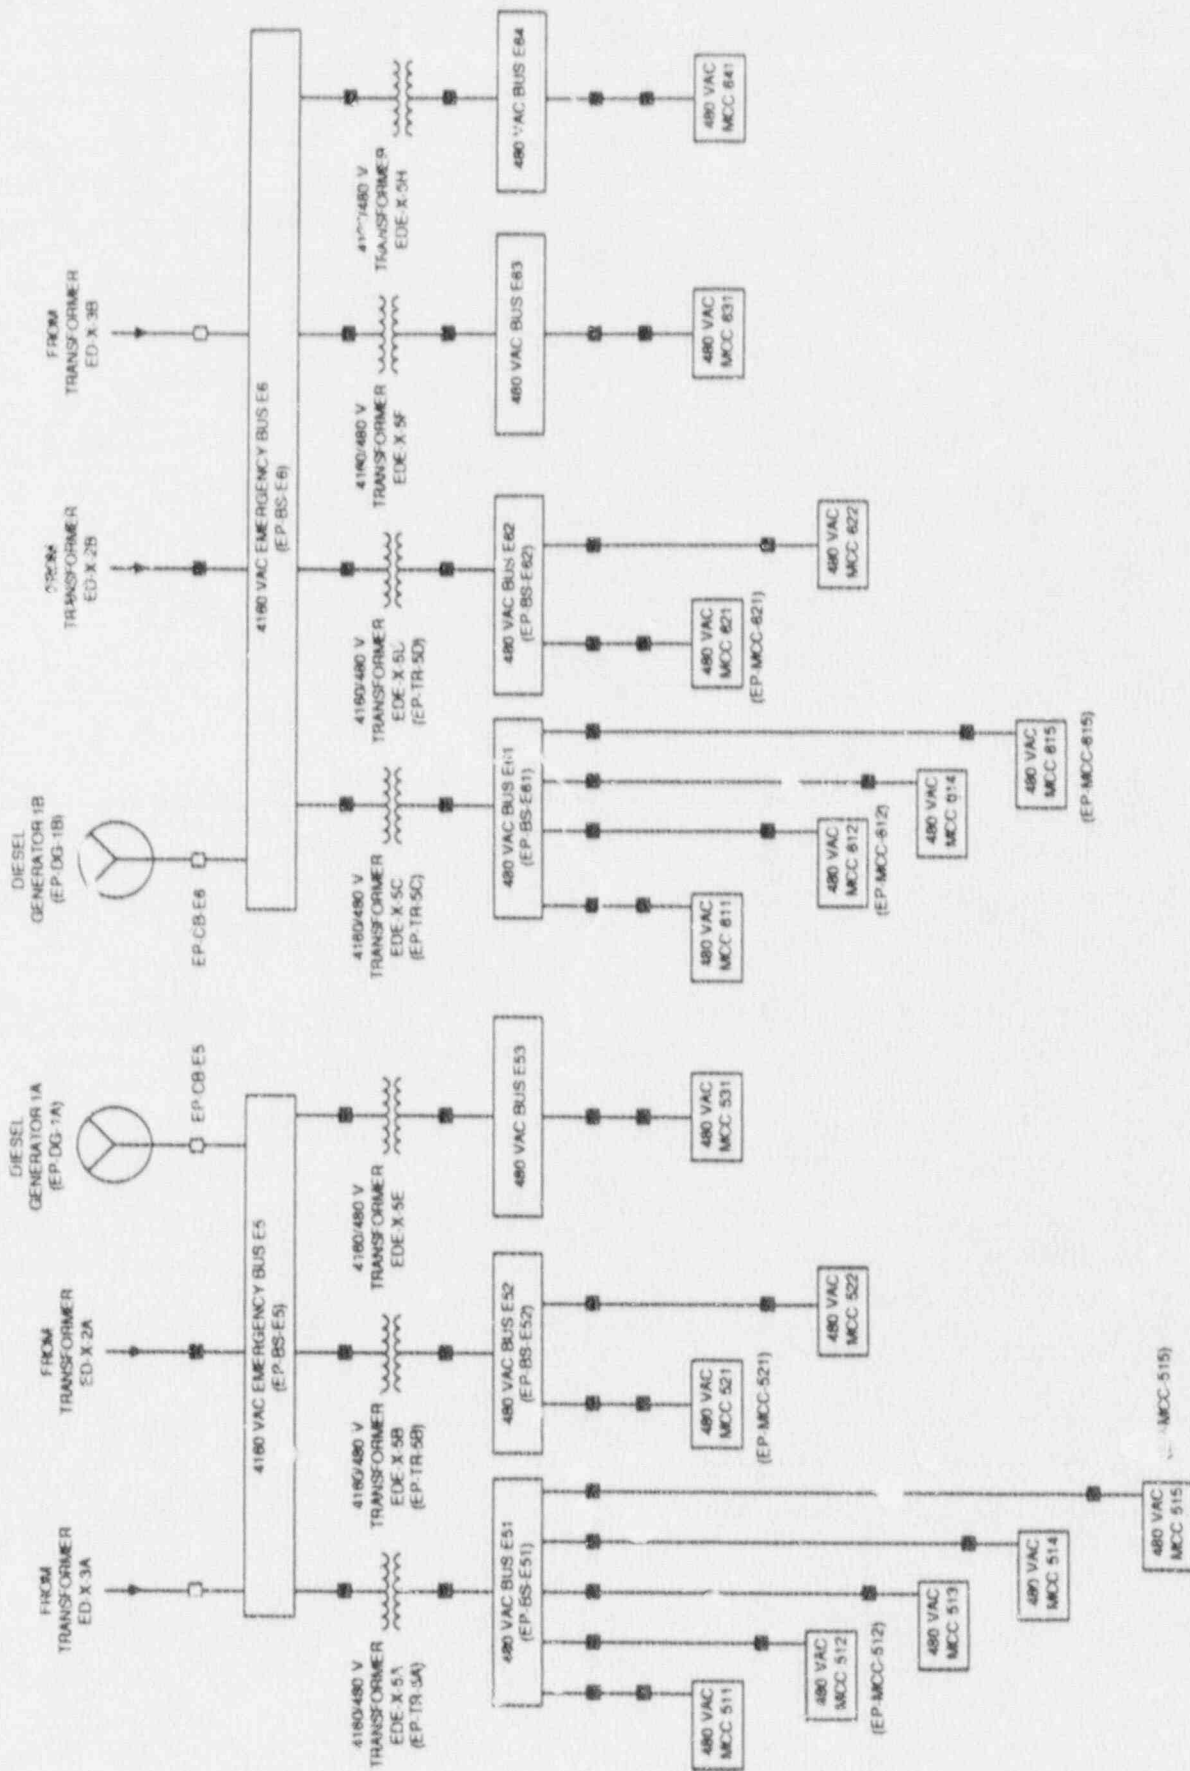 FROM
TRANSFORMER
ED-X-3A
FROM
TRANSFORMER
ED-X-2A
DIESEL
GENERATOR 1A
(EP-DG-1A)
EP-CB-E5
DIESEL
GENERATOR 1B
(EP-DG-1B)
EP-CB-E6
FROM
TRANSFORMER
ED-X-2B
FROM
TRANSFORMER
ED-X-3B
4160 VAC EMERGENCY BUS E5
(EP-BS-E5)
4160 VAC EMERGENCY BUS E6
(EP-BS-E6)
4160/480 V
TRANSFORMER
EDE-X-5A
(EP-TR-5A)
4160/480 V
TRANSFORMER
EDE-X-5B
(EP-TR-5B)
4160/480 V
TRANSFORMER
EDE-X-5E
4160/480 V
TRANSFORMER
EDE-X-5C
(EP-TR-5C)
4160/480 V
TRANSFORMER
(EP-TR-5D)
4160/480 V
TRANSFORMER
EDE-X-5F
TRANSFORMER
EDE-X-5H
480 VAC BUS E51
(EP-BS-E51)
480 VAC BUS E52
(EP-BS-E52)
480 VAC BUS E53
480 VAC BUS E61
(EP-BS-E61)
480 VAC BUS E62
(EP-BS-E62)
480 VAC BUS E63
480 VAC BUS E64
480 VAC
MCC 511
480 VAC
MCC 512
(EP-MCC-512)
480 VAC
MCC 513
480 VAC
MCC 514
480 VAC
MCC 515
MCC-515)
480 VAC
MCC 521
(EP-MCC-521)
480 VAC
MCC 522
480 VAC
MCC 531
480 VAC
MCC 611
480 VAC
MCC 612
(EP-MCC-612)
480 VAC
MCC 614
480 VAC
MCC 615
(EP-MCC-615)
480 VAC
MCC 621
(EP-MCC-621)
480 VAC
MCC 622
480 VAC
MCC 631
480 VAC
MCC 641